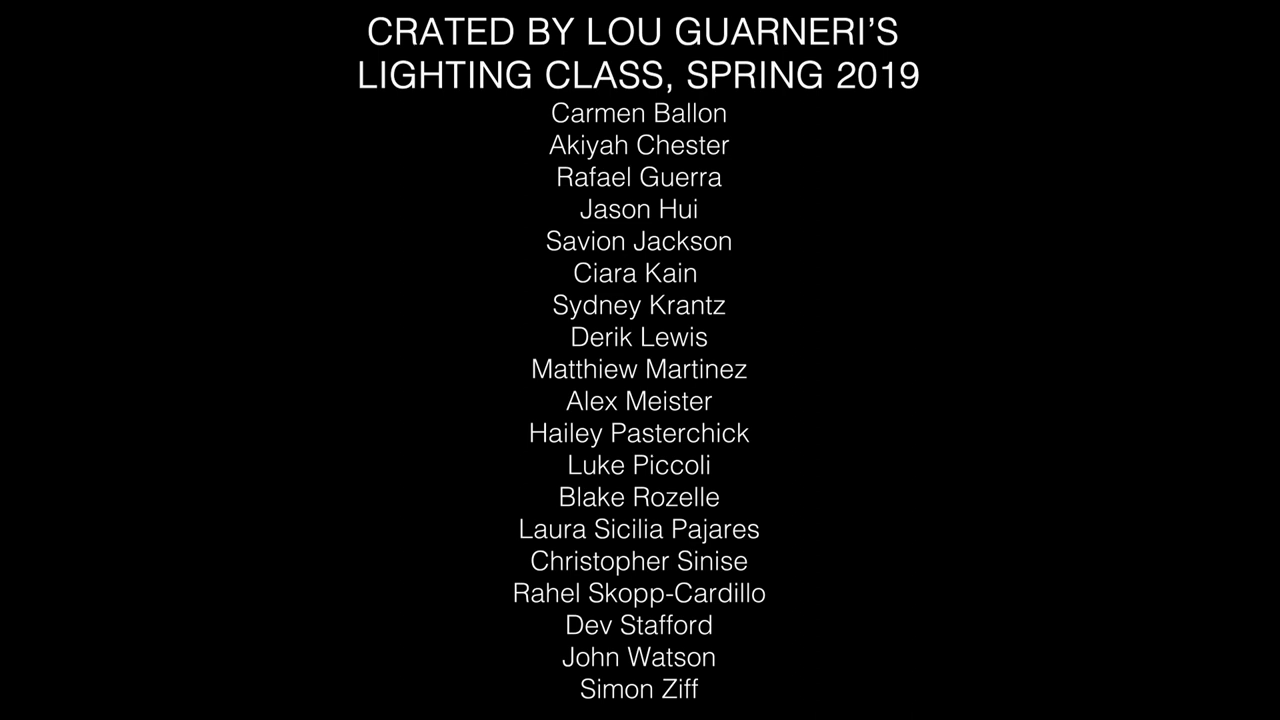 CRATED BY LOU GUARNERI’S
LIGHTING CLASS, SPRING 2019
Carmen Ballon
Akiyah Chester
Rafael Guerra
Jason Hui
Savion Jackson
Ciara Kain
Sydney Krantz
Derik Lewis
Matthiew Martinez
Alex Meister
Hailey Pasterchick
Luke Piccoli
Blake Rozelle
Laura Sicilia Pajares
Christopher Sinise
Rahel Skopp-Cardillo
Dev Stafford
John Watson
Simon Ziff